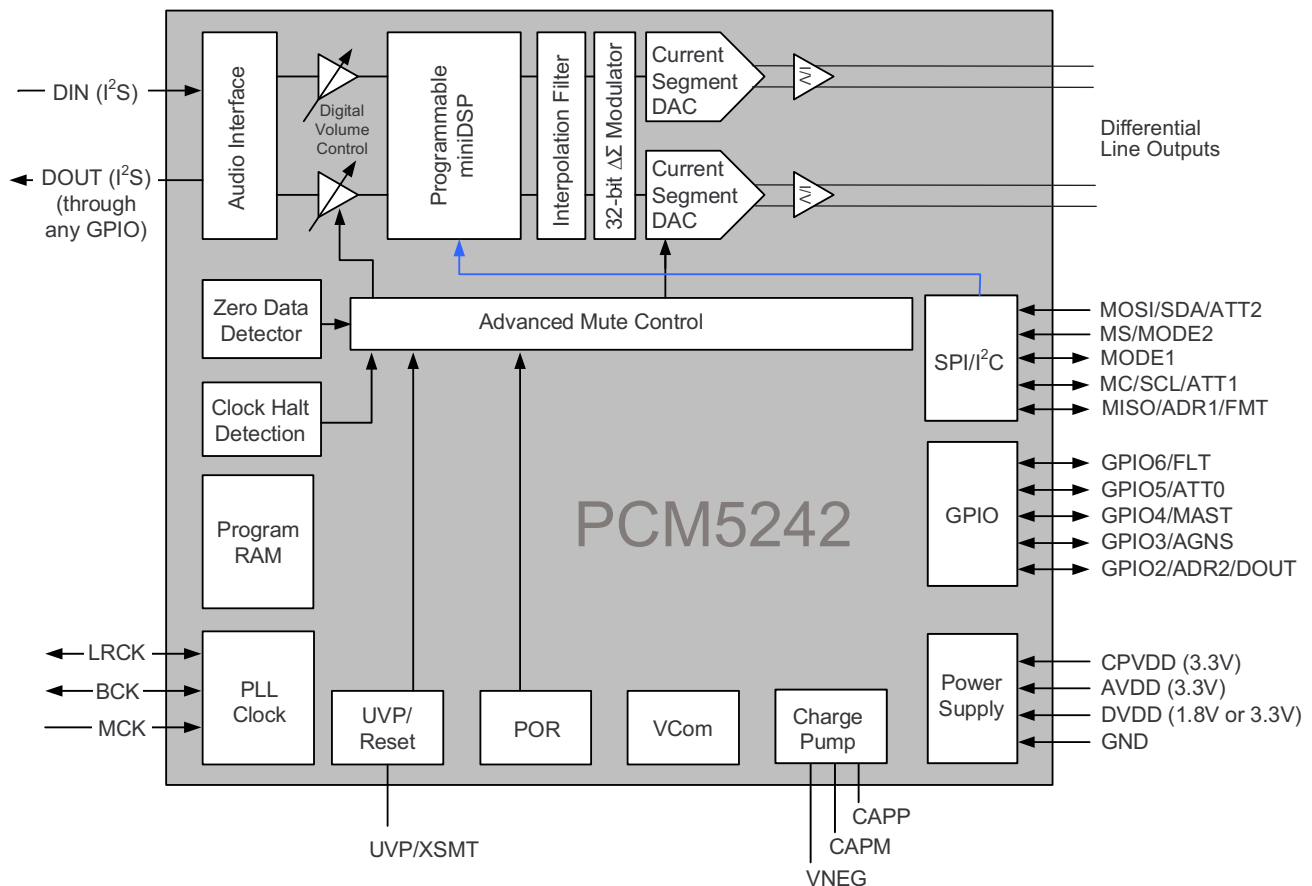 DIN (I²S)
DOUT (I²S)
(through
any GPIO)
Audio Interface
Digital
Volume
Control
Programmable
miniDSP
Interpolation Filter
32-bit ΔΣ Modulator
Current
Segment
DAC
Current
Segment
DAC
I/V
I/V
Differential
Line Outputs
Zero Data
Detector
Advanced Mute Control
Clock Halt
Detection
SPI/I²C
MOSI/SDA/ATT2
MS/MODE2
MODE1
MC/SCL/ATT1
MISO/ADR1/FMT
Program
RAM
PCM5242
GPIO
GPIO6/FLT
GPIO5/ATT0
GPIO4/MAST
GPIO3/AGNS
GPIO2/ADR2/DOUT
LRCK
BCK
MCK
PLL
Clock
UVP/
Reset
POR
VCom
Charge
Pump
Power
Supply
CPVDD (3.3V)
AVDD (3.3V)
DVDD (1.8V or 3.3V)
GND
UVP/XSMT
CAPP
CAPM
VNEG